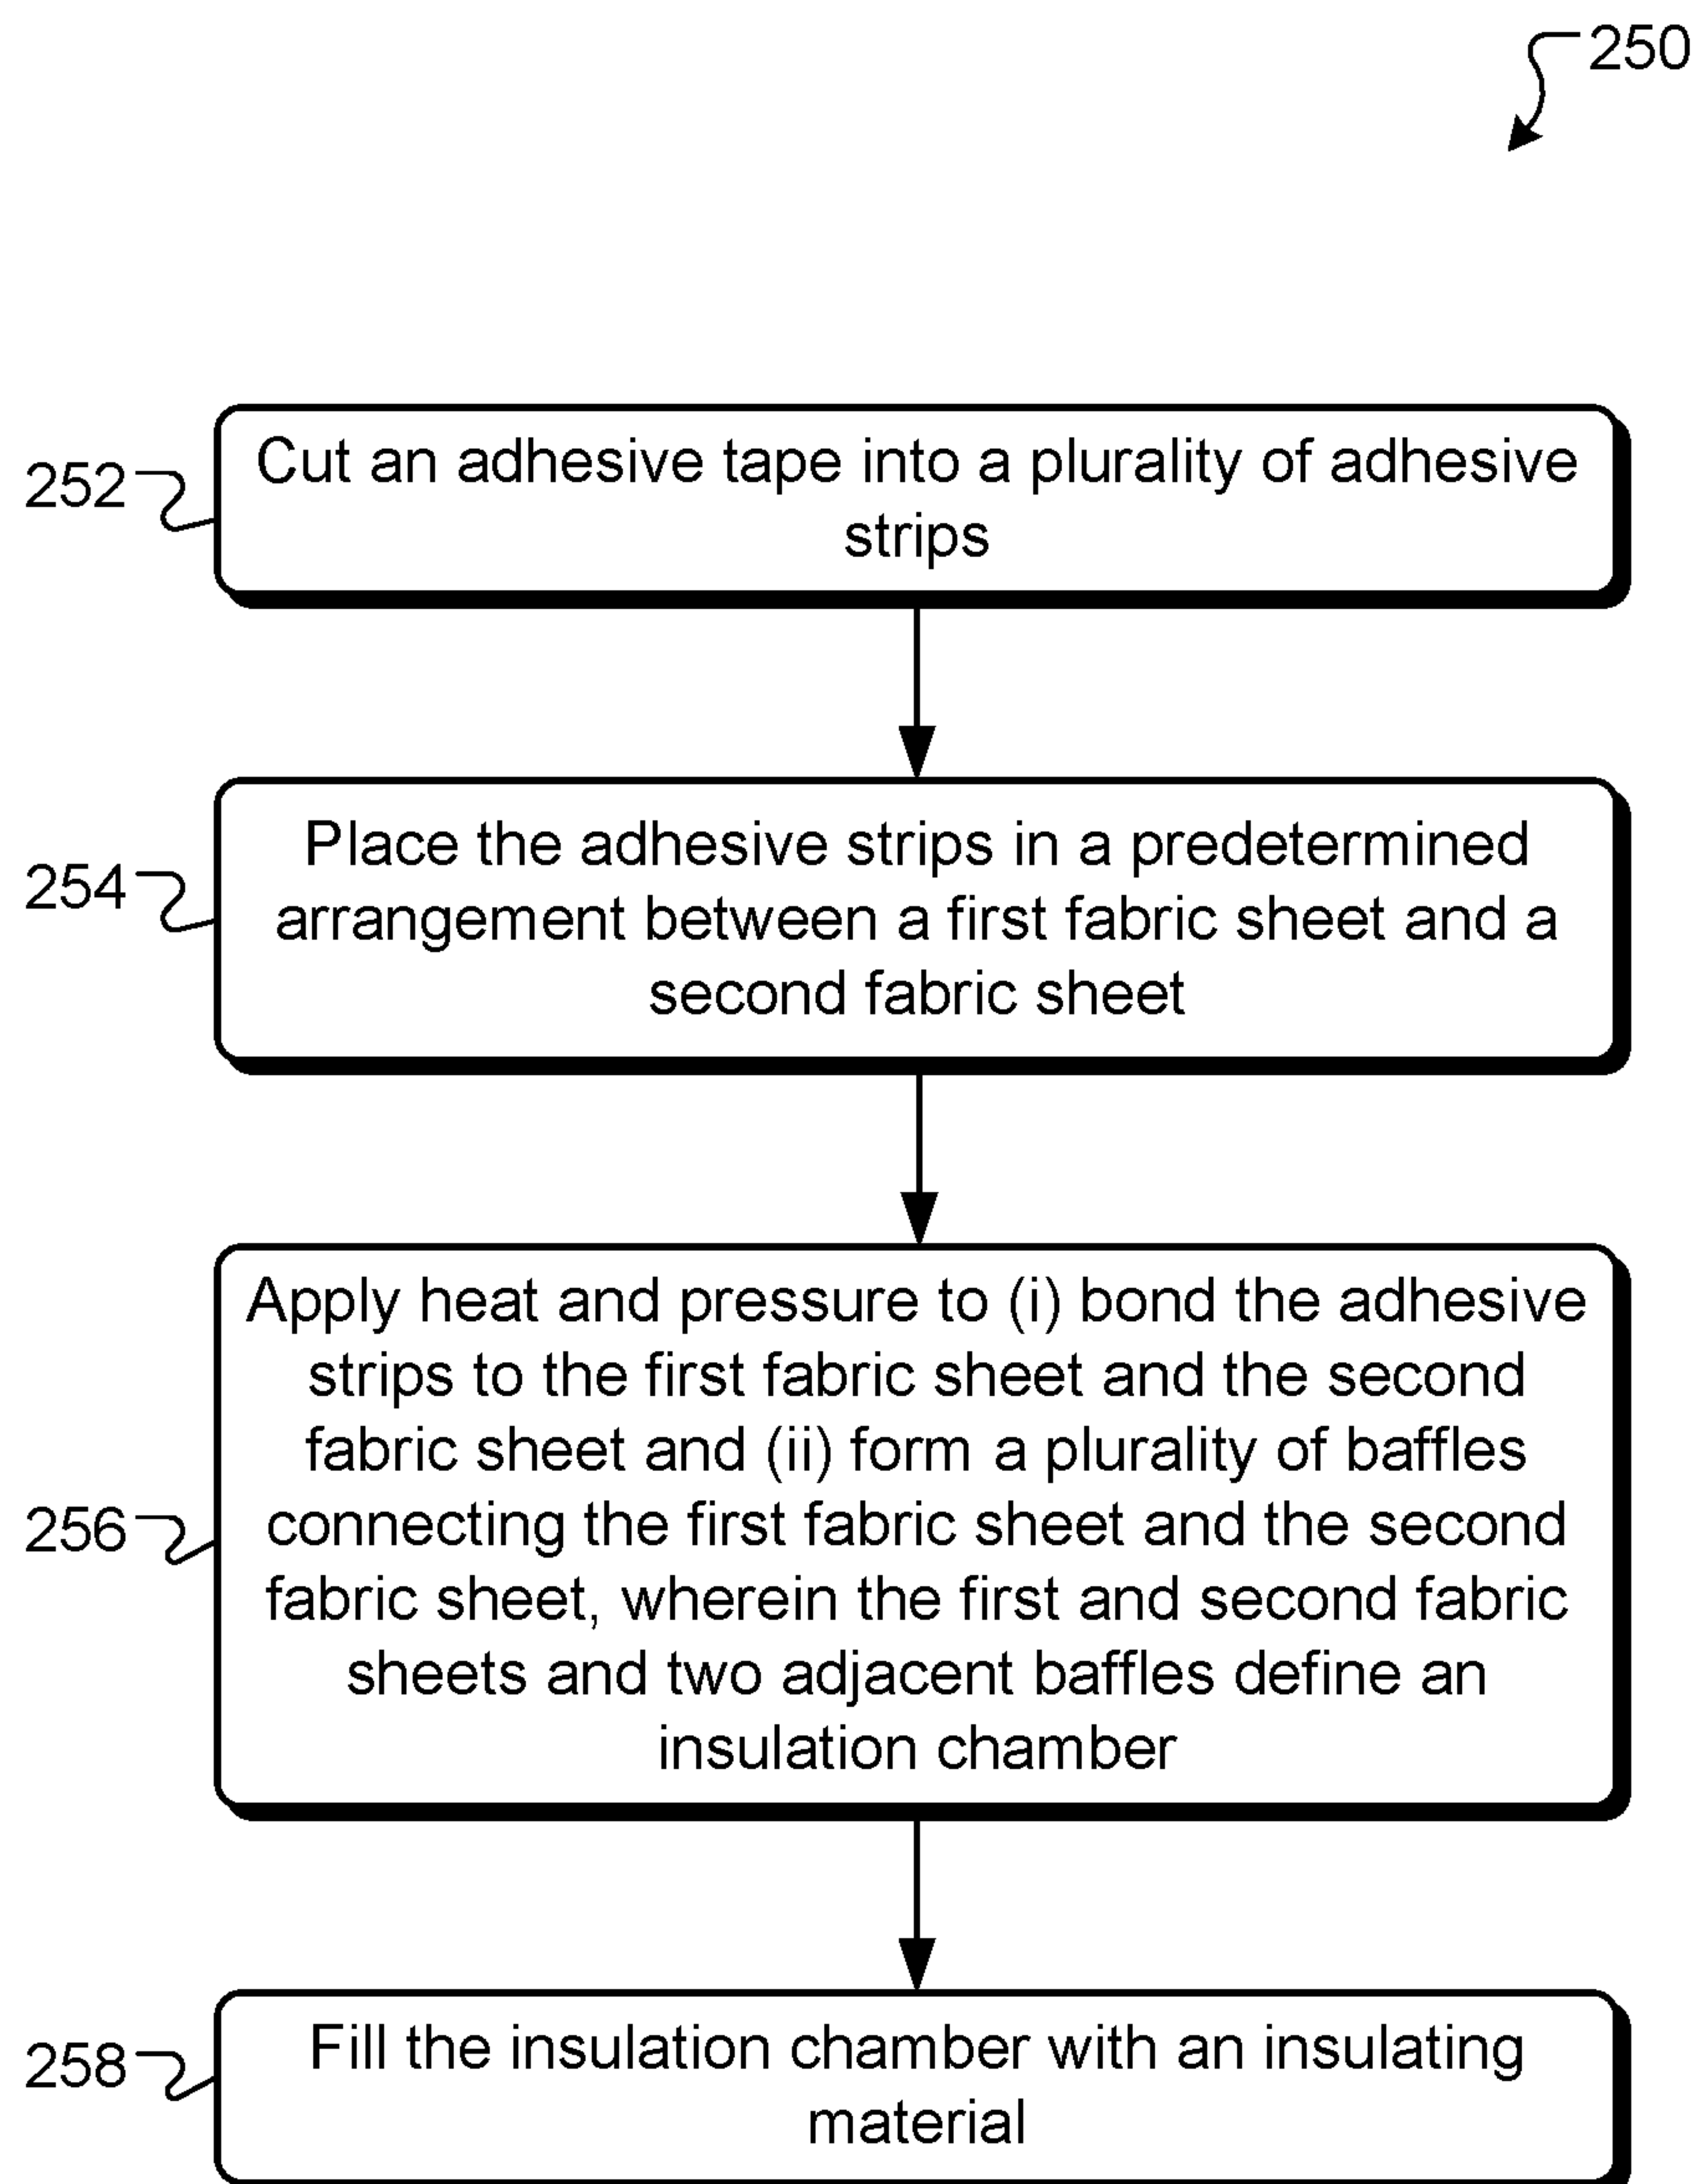 250
252
Cut an adhesive tape into a plurality of adhesive
strips
254
Place the adhesive strips in a predetermined
arrangement between a first fabric sheet and a
second fabric sheet
256
Apply heat and pressure to (i) bond the adhesive
strips to the first fabric sheet and the second
fabric sheet and (ii) form a plurality of baffles
connecting the first fabric sheet and the second
fabric sheet, wherein the first and second fabric
sheets and two adjacent baffles define an
insulation chamber
258
Fill the insulation chamber with an insulating
material